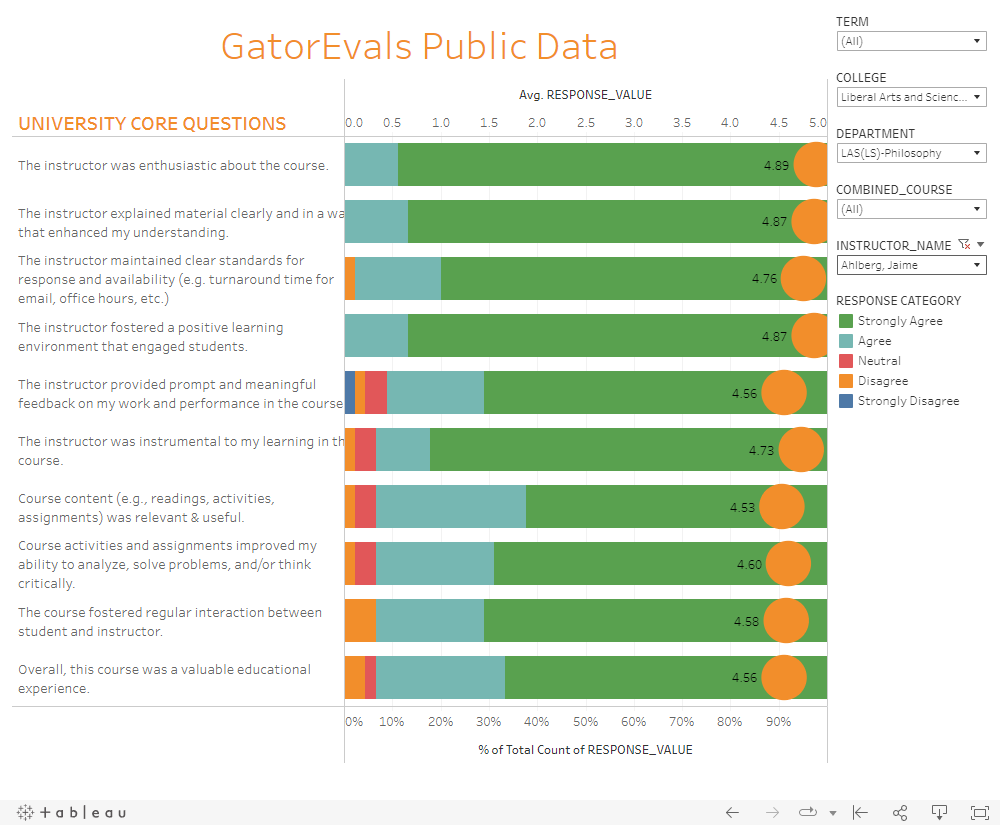 GatorEvals Public Data
TERM
(All)
COLLEGE
Liberal Arts and Scienc...
DEPARTMENT
LAS(LS)-Philosophy
COMBINED_COURSE
(All)
INSTRUCTOR_NAME
Ahlberg, Jaime
RESPONSE CATEGORY
Strongly Agree
Agree
Neutral
Disagree
Strongly Disagree
Avg. RESPONSE_VALUE
UNIVERSITY CORE QUESTIONS
0.0 0.5 1.0 1.5 2.0 2.5 3.0 3.5 4.0 4.5 5.0
The instructor was enthusiastic about the course.
4.89
The instructor explained material clearly and in a wa
that enhanced my understanding.
4.87
The instructor maintained clear standards for
response and availability (e.g. turnaround time for
email, office hours, etc.)
4.76
The instructor fostered a positive learning
environment that engaged students.
4.87
The instructor provided prompt and meaningful
feedback on my work and performance in the course
4.56
The instructor was instrumental to my learning in th
course.
4.73
Course content (e.g., readings, activities,
assignments) was relevant & useful.
4.53
Course activities and assignments improved my
ability to analyze, solve problems, and/or think
critically.
4.60
The course fostered regular interaction between
student and instructor.
4.58
Overall, this course was a valuable educational
experience.
4.56
0% 10% 20% 30% 40% 50% 60% 70% 80% 90%
% of Total Count of RESPONSE_VALUE
+ableau